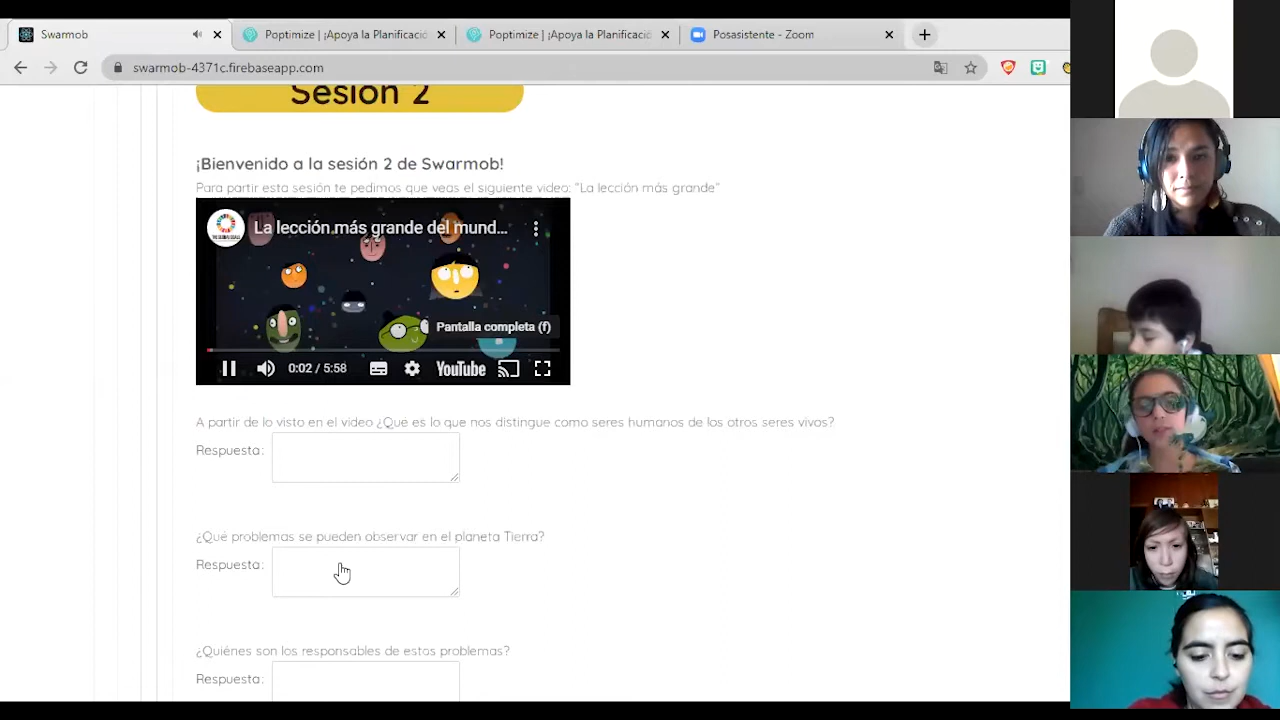 Swarmob
Poptimize | ¡Apoya la Planificació
Poptimize | ¡Apoya la Planificació
Posasistente - Zoom
swarmob-4371c.firebaseapp.com
Sesión 2
¡Bienvenido a la sesión 2 de Swarmob!
Para partir esta sesión te pedimos que veas el siguiente video: "La lección más grande"
La lección más grande del mund...
Pantalla completa (f)
0:02 / 5:58
YouTube
A partir de lo visto en el video ¿Que es lo que nos distingue como seres humanos de los otros seres vivos?
Respuesta:
¿Qué problemas se pueden observar en el planeta Tierra?
Respuesta:
¿Quiénes son los responsables de estos problemas?
Respuesta: